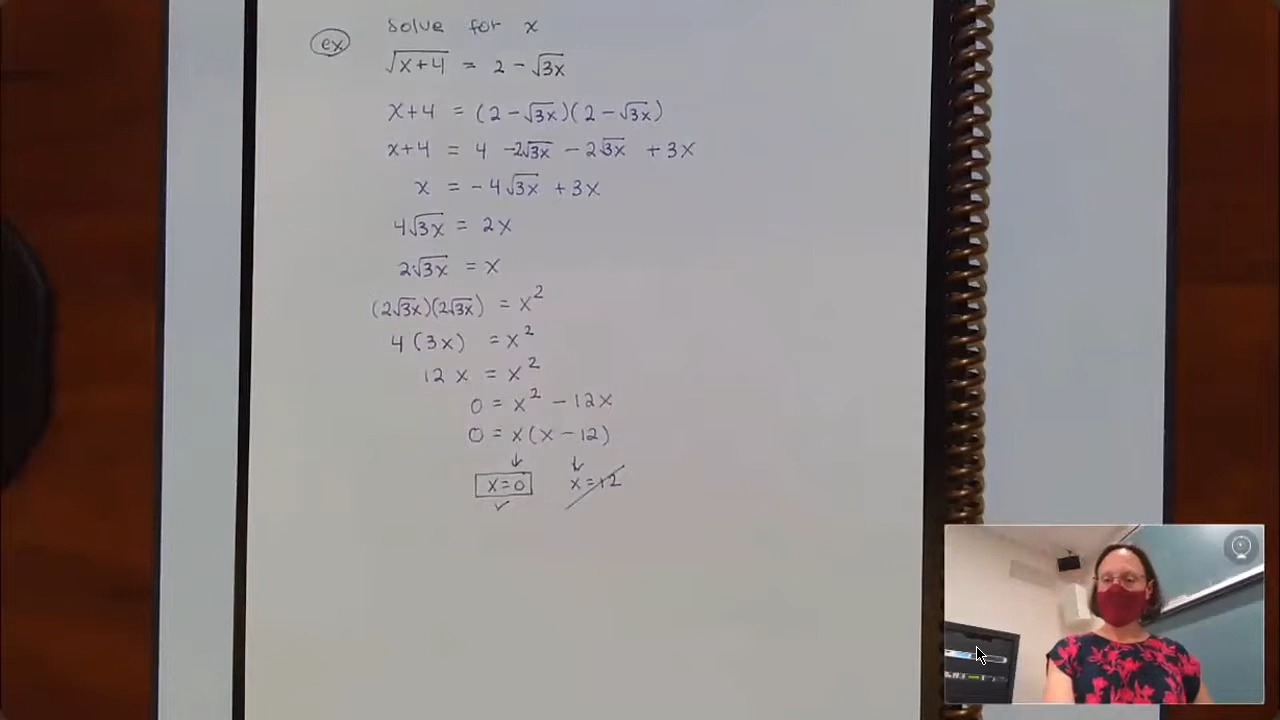 ex Solve for x
√(x+4) = 2 - √(3x)
x+4 = (2 - √(3x))(2 - √(3x))
x+4 = 4 - 2√(3x) - 2√(3x) + 3x
x = -4√(3x) + 3x
4√(3x) = 2x
2√(3x) = x
(2√(3x))(2√(3x)) = x²
4(3x) = x²
12x = x²
0 = x² - 12x
0 = x(x - 12)
↓ ↓
x=0 x=12
✓